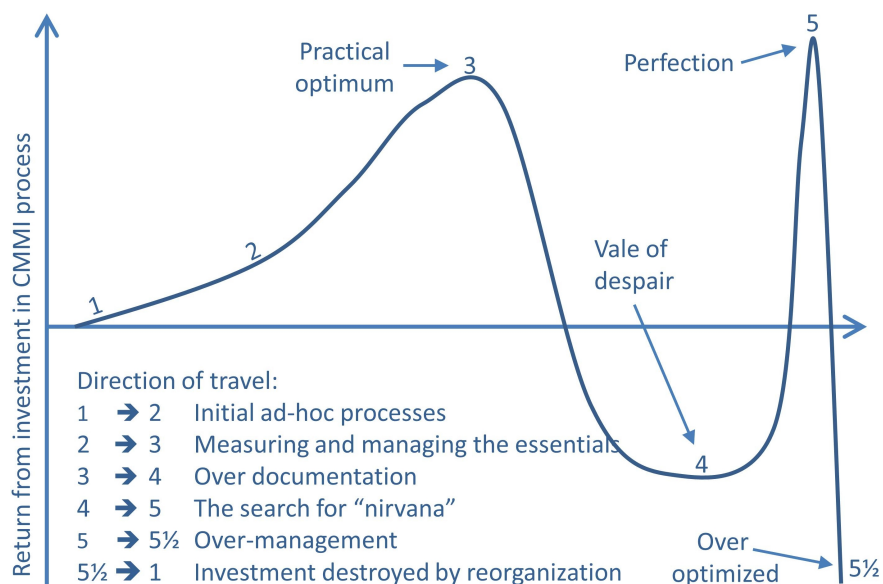 5
Practical
optimum
3
Perfection
Return from investment in CMMI process
2
Vale of
despair
1
Direction of travel:
1 ➔ 2 Initial ad-hoc processes
2 ➔ 3 Measuring and managing the essentials
3 ➔ 4 Over documentation
4
4 ➔ 5 The search for “nirvana”
5 ➔ 5½ Over-management
Over
optimized
5½
5½ ➔ 1 Investment destroyed by reorganization